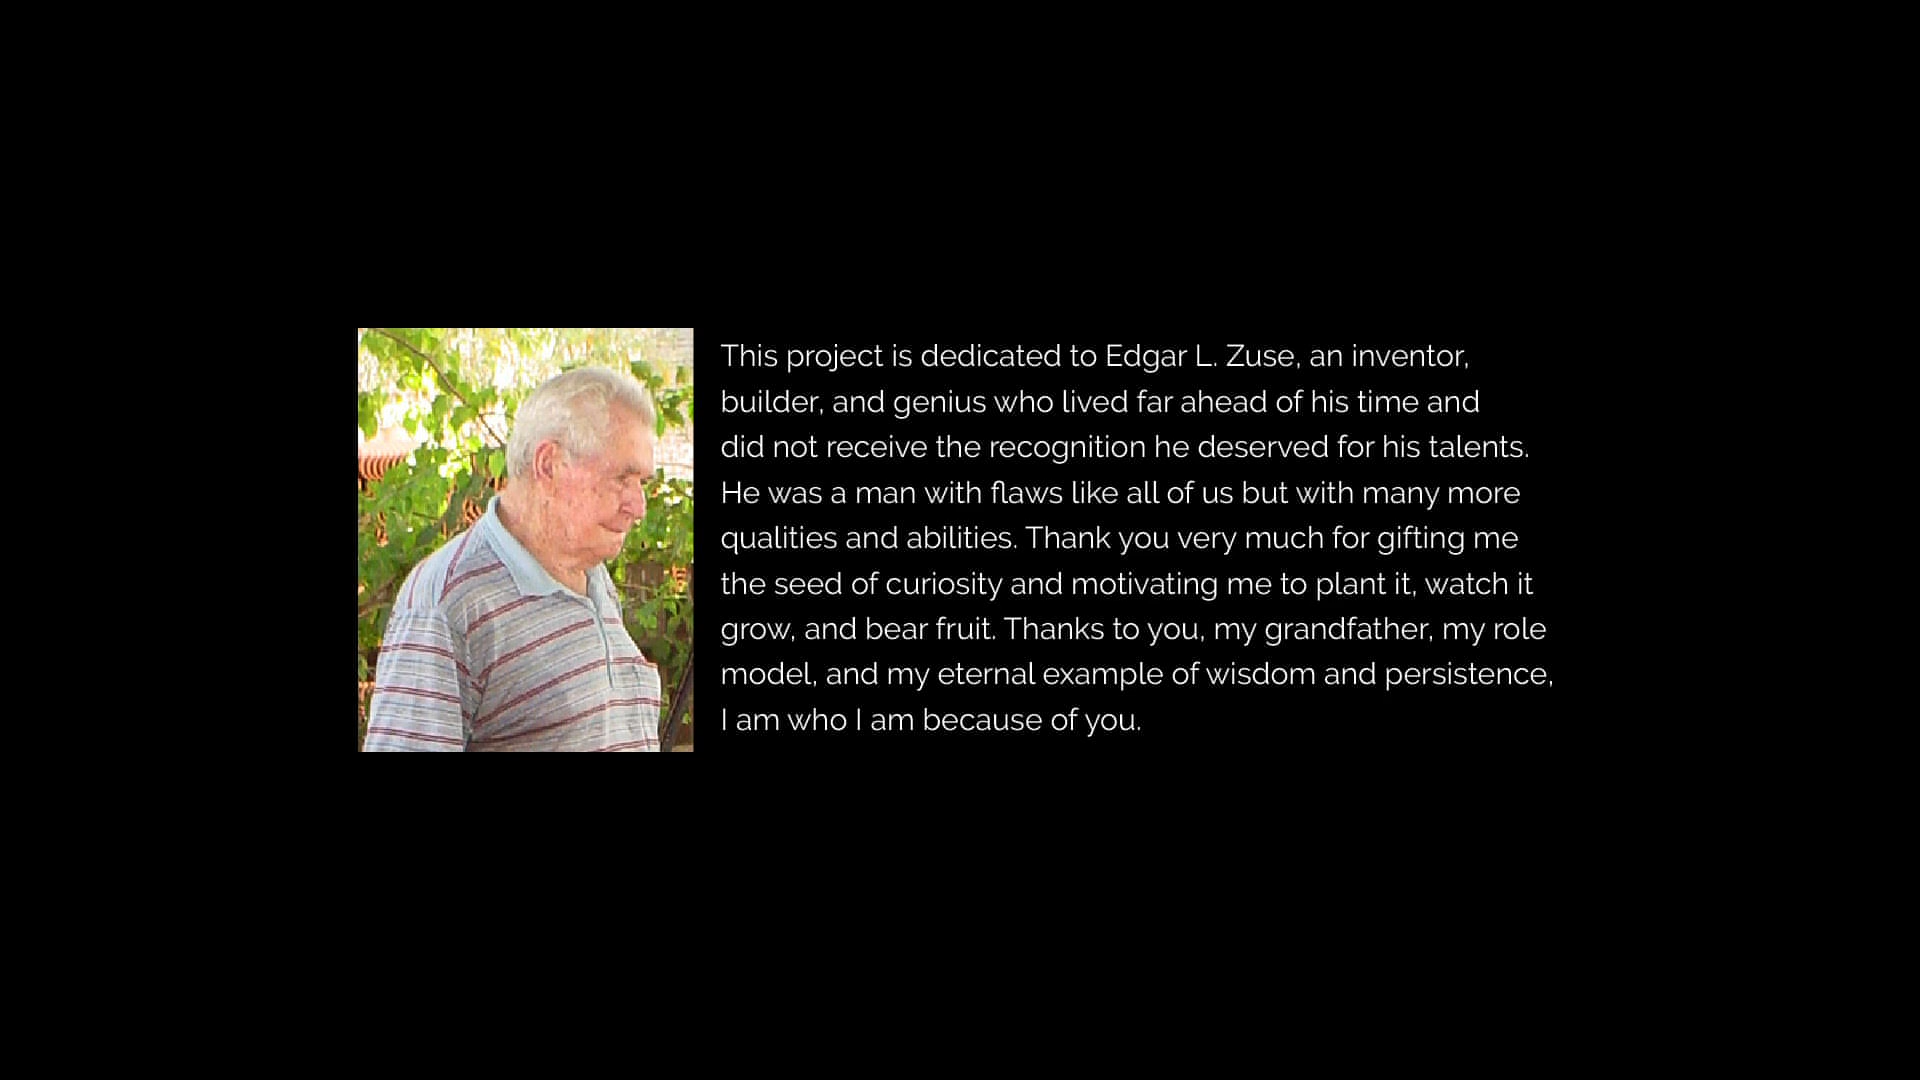 This project is dedicated to Edgar L. Zuse, an inventor,
builder, and genius who lived far ahead of his time and
did not receive the recognition he deserved for his talents.
He was a man with flaws like all of us but with many more
qualities and abilities. Thank you very much for gifting me
the seed of curiosity and motivating me to plant it, watch it
grow, and bear fruit. Thanks to you, my grandfather, my role
model, and my eternal example of wisdom and persistence,
I am who I am because of you.